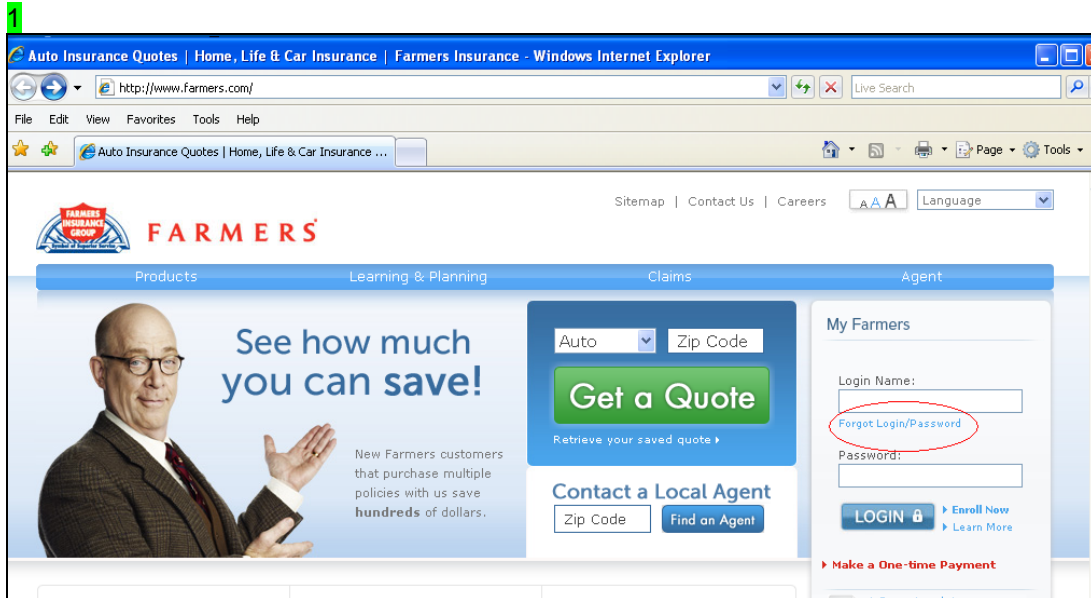 1
Auto Insurance Quotes | Home, Life & Car Insurance | Farmers Insurance - Windows Internet Explorer
http://www.farmers.com/
Live Search
File Edit View Favorites Tools Help
Auto Insurance Quotes | Home, Life & Car Insurance ...
Page Tools
Sitemap | Contact Us | Careers A A A Language
FARMERS
INSURANCE
GROUP
Symbol of Superior Service
FARMERS
Products Learning & Planning Claims Agent
See how much
you can save!
New Farmers customers
that purchase multiple
policies with us save
hundreds of dollars.
Auto Zip Code
Get a Quote
Retrieve your saved quote
Contact a Local Agent
Zip Code Find an Agent
My Farmers
Login Name:
Forgot Login/Password
Password:
LOGIN Enroll Now
Learn More
Make a One-time Payment